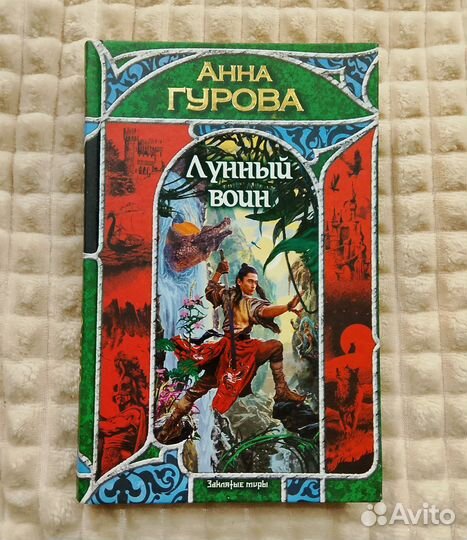 Анна
Гурова
Лунный
воин
Заклятые миры
Avito